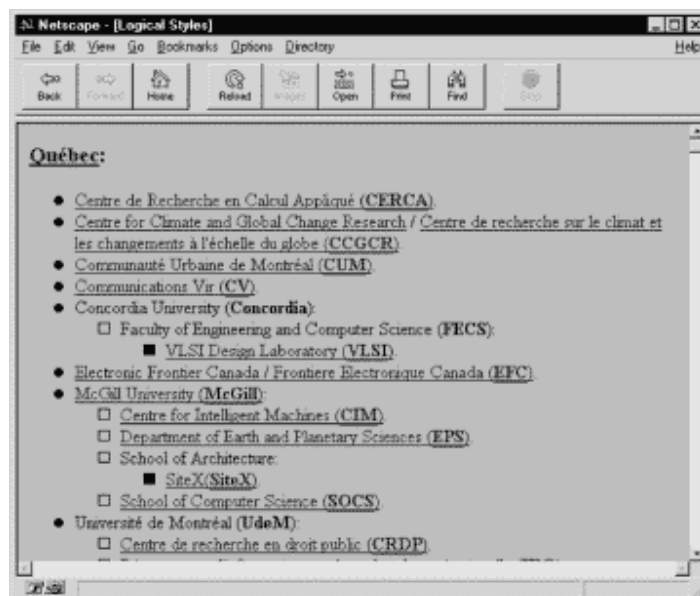 Netscape - [Logical Styles]
File Edit View Go Bookmarks Options Directory Help
Back Forward Home Reload Images Open Print Find Stop
Québec:
Centre de Recherche en Calcul Appliqué (CERCA).
Centre for Climate and Global Change Research / Centre de recherche sur le climat et
les changements à l'échelle du globe (CCGCR).
Communauté Urbaine de Montréal (CUM).
Communications Vir (CV).
Concordia University (Concordia):
Faculty of Engineering and Computer Science (FECS):
VLSI Design Laboratory (VLSI).
Electronic Frontier Canada / Frontiere Electronique Canada (EFC).
McGill University (McGill):
Centre for Intelligent Machines (CIM).
Department of Earth and Planetary Sciences (EPS).
School of Architecture:
SiteX(SiteX).
School of Computer Science (SOCS).
Université de Montréal (UdeM):
Centre de recherche en droit public (CRDP).